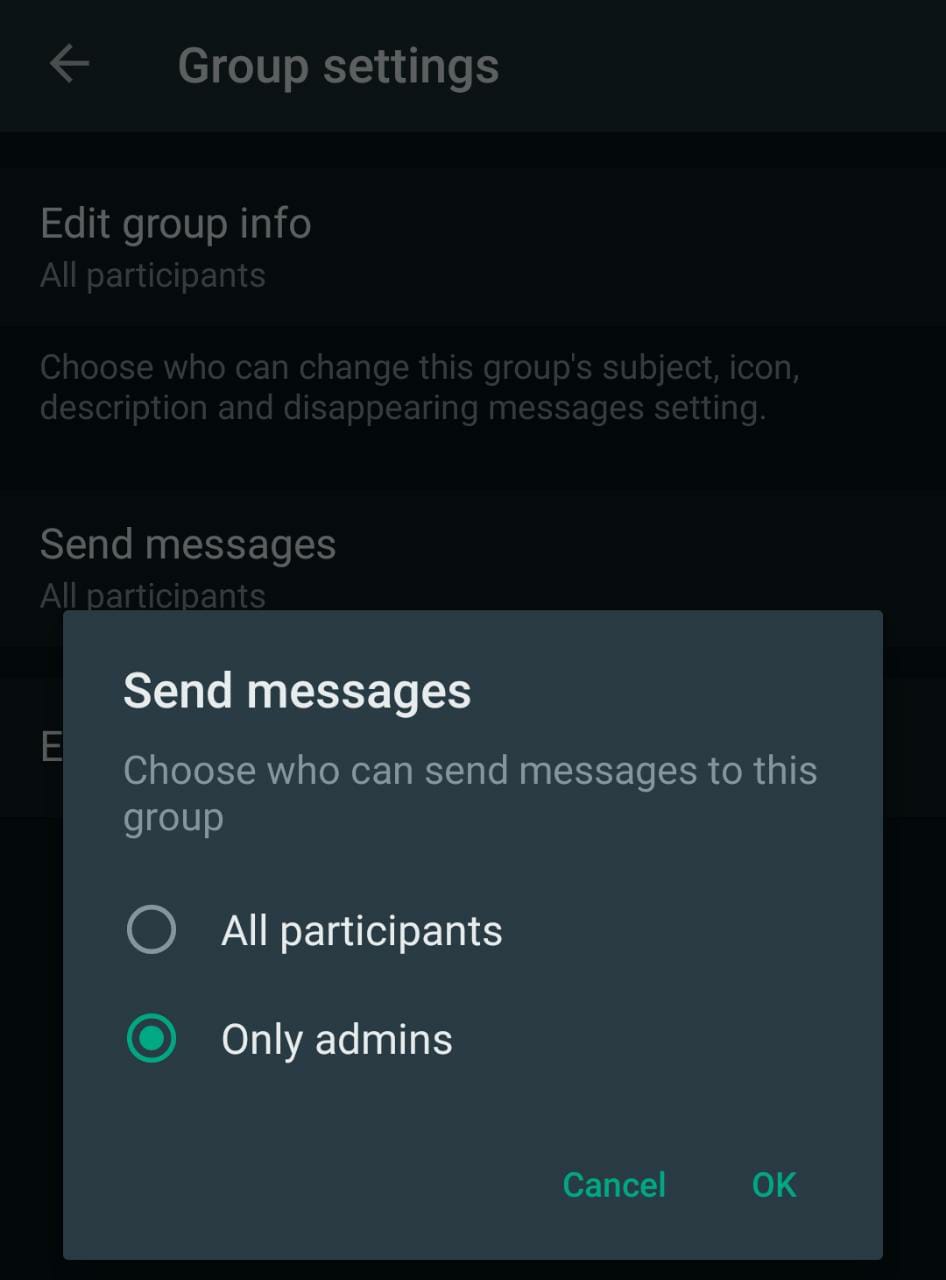 Group settings
Edit group info
All participants
Choose who can change this group's subject, icon,
description and disappearing messages setting.
Send messages
All participants
E
Send messages
Choose who can send messages to this
group
All participants
Only admins
Cancel OK